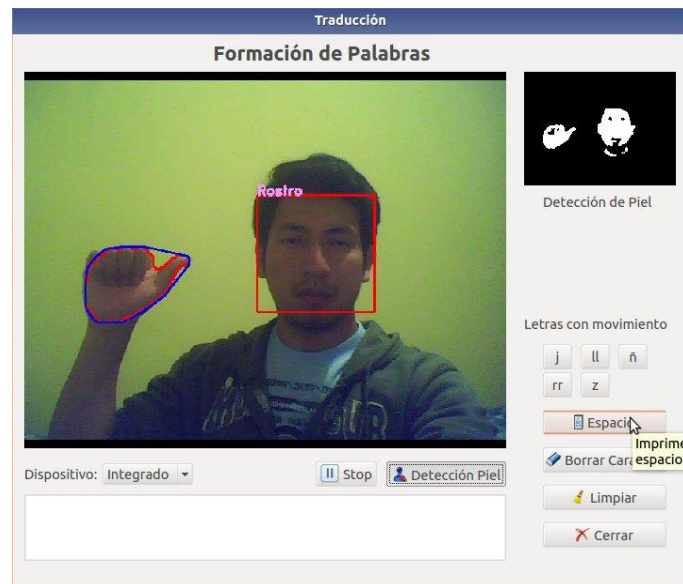 Traducción
Formación de Palabras
Rostro
Detección de Piel
Letras con movimiento
j ll ñ
rr z
Espacio
Imprime
espacio
Borrar Cara
Dispositivo: Integrado Stop Detección Piel
Limpiar
Cerrar